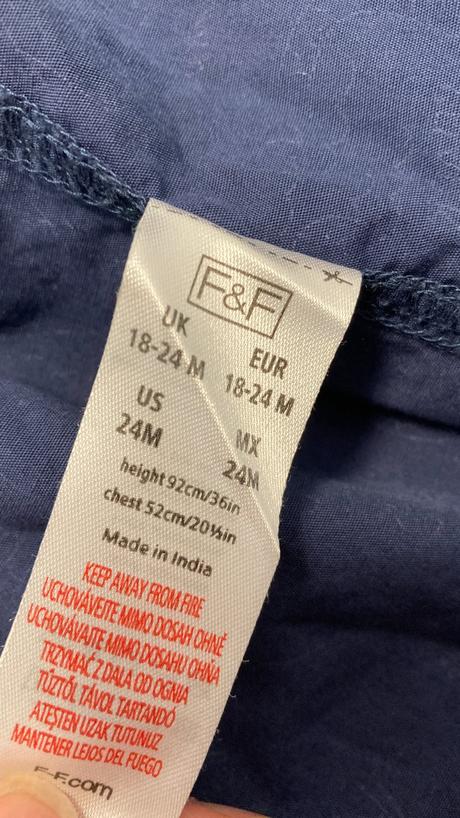 F&F
UK EUR
18-24 M 18-24 M
US MX
24M 24M
height 92cm/36in
chest 52cm/20½in
Made in India
KEEP AWAY FROM FIRE
UCHOVÁVEJTE MIMO DOSAH OHNĚ
UCHOVÁVAJTE MIMO DOSAHU OHŇA
TRZYMAĆ Z DALA OD OGNIA
TŰZTŐL TÁVOL TARTANDÓ
ATEŞTEN UZAK TUTUNUZ
MANTENER LEJOS DEL FUEGO
F-F.com